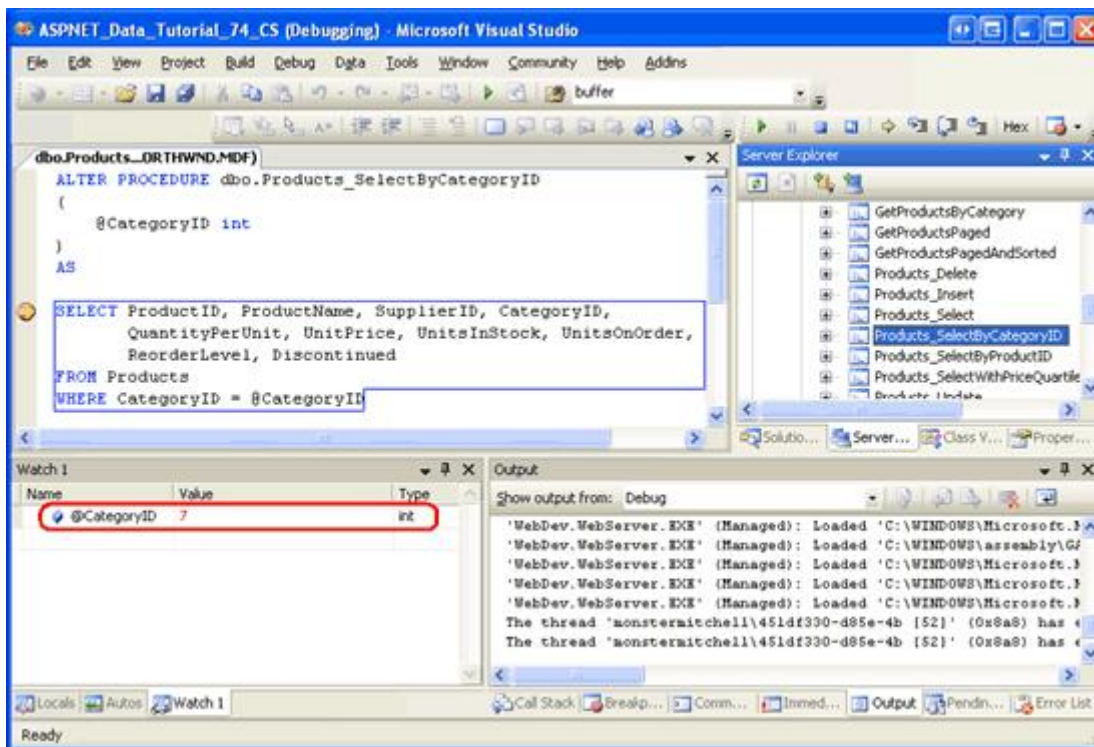 ASPNET_Data_Tutorial_74_CS (Debugging) - Microsoft Visual Studio
File Edit View Project Build Debug Data Tools Window Community Help Addins
buffer
Hex
dbo.Products...ORTHWND.MDF)
ALTER PROCEDURE dbo.Products_SelectByCategoryID
(
@CategoryID int
)
AS
SELECT ProductID, ProductName, SupplierID, CategoryID,
QuantityPerUnit, UnitPrice, UnitsInStock, UnitsOnOrder,
ReorderLevel, Discontinued
FROM Products
WHERE CategoryID = @CategoryID
Server Explorer
GetProductsByCategory
GetProductsPaged
GetProductsPagedAndSorted
Products_Delete
Products_Insert
Products_Select
Products_SelectByCategoryID
Products_SelectByProductID
Products_SelectWithPriceQuartile
Products_Update
Solutio... Server... Class V... Proper...
Watch 1
Name Value Type
@CategoryID 7 int
Locals Autos Watch 1
Output
Show output from: Debug
'WebDev.WebServer.EXE' (Managed): Loaded 'C:\WINDOWS\Microsoft.N
'WebDev.WebServer.EXE' (Managed): Loaded 'C:\WINDOWS\assembly\GA
'WebDev.WebServer.EXE' (Managed): Loaded 'C:\WINDOWS\Microsoft.N
'WebDev.WebServer.EXE' (Managed): Loaded 'C:\WINDOWS\Microsoft.N
'WebDev.WebServer.EXE' (Managed): Loaded 'C:\WINDOWS\Microsoft.N
The thread 'monstermitchell\451df330-d85e-4b [52]' (0x8a8) has
The thread 'monstermitchell\451df330-d85e-4b [52]' (0x8a8) has
Call Stack Breakp... Comm... Immed... Output Pendin... Error List
Ready